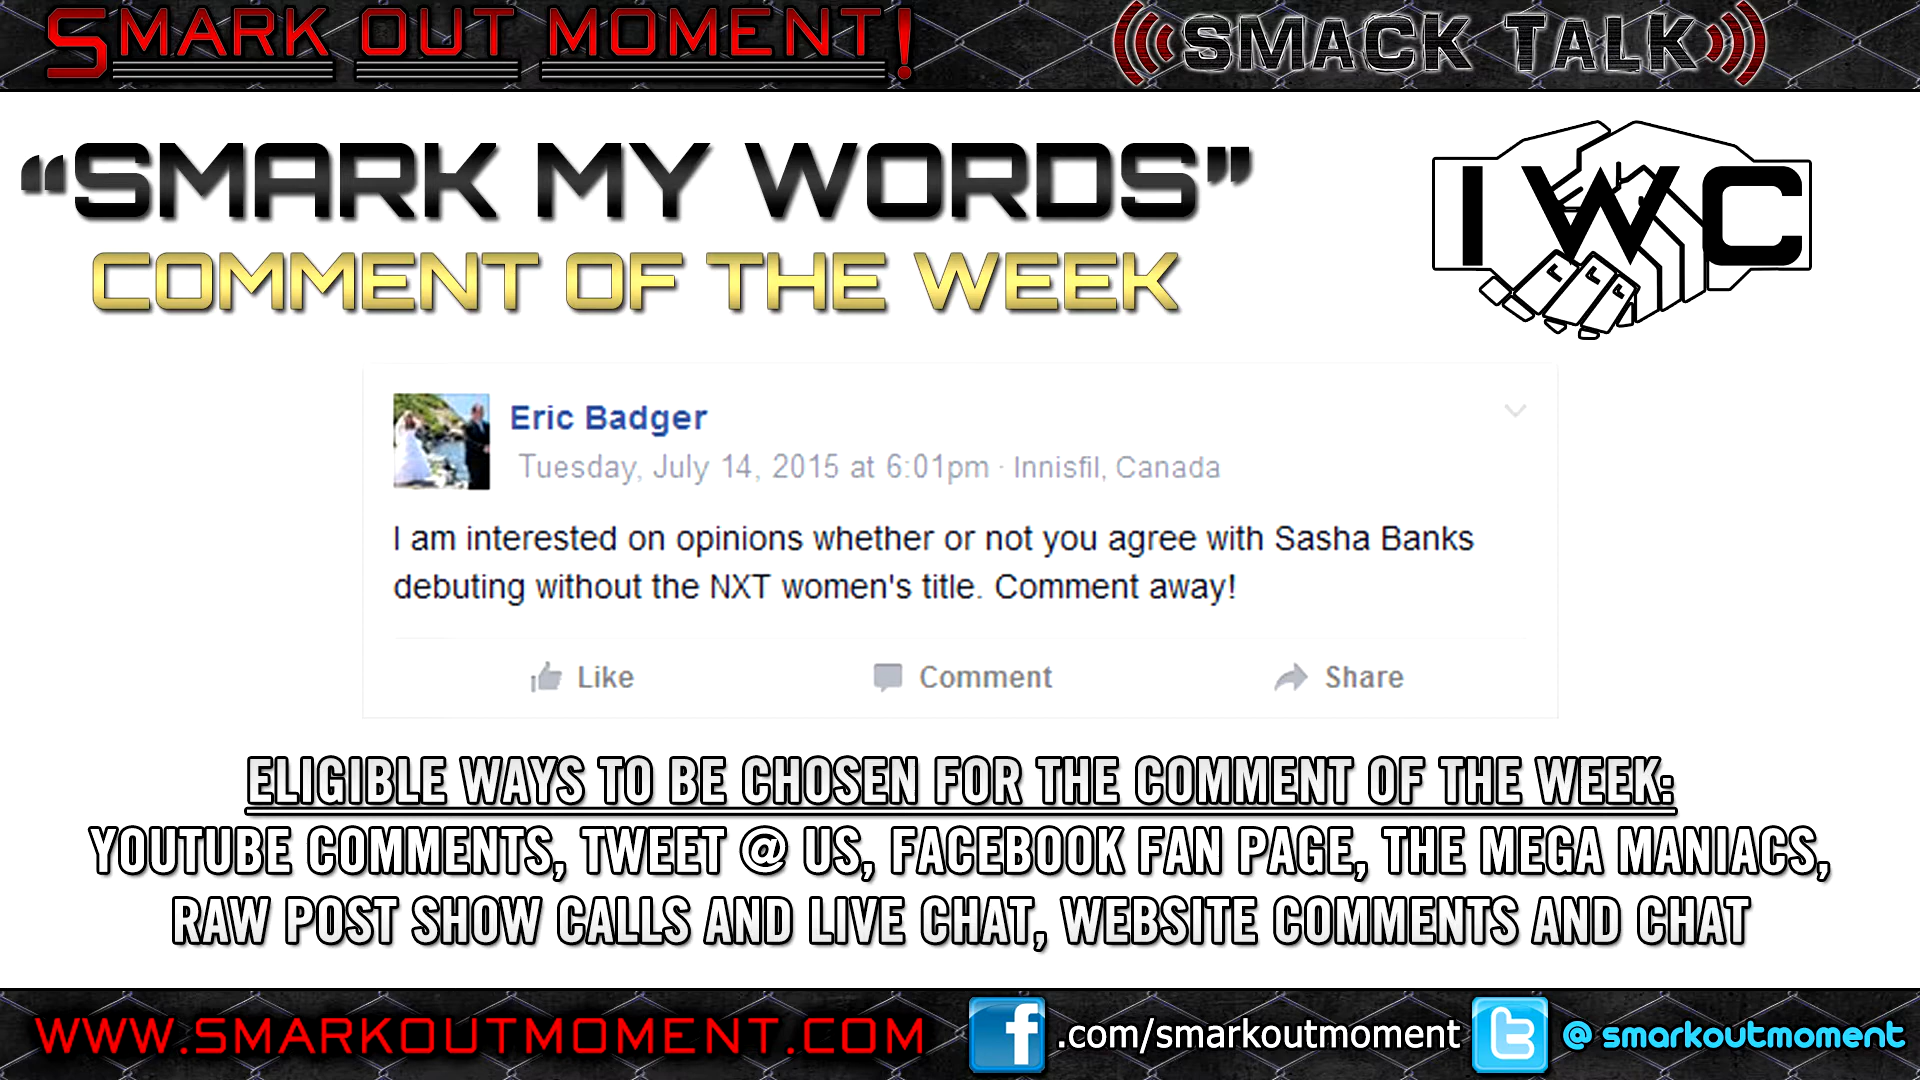 SMARK OUT MOMENT!
SMACK TALK
"SMARK MY WORDS"
COMMENT OF THE WEEK
IWC
Eric Badger
Tuesday, July 14, 2015 at 6:01pm · Innisfil, Canada
I am interested on opinions whether or not you agree with Sasha Banks
debuting without the NXT women's title. Comment away!
Like
Comment
Share
ELIGIBLE WAYS TO BE CHOSEN FOR THE COMMENT OF THE WEEK:
YOUTUBE COMMENTS, TWEET @ US, FACEBOOK FAN PAGE, THE MEGA MANIACS,
RAW POST SHOW CALLS AND LIVE CHAT, WEBSITE COMMENTS AND CHAT
WWW.SMARKOUTMOMENT.COM
f .com/smarkoutmoment
t @ smarkoutmoment